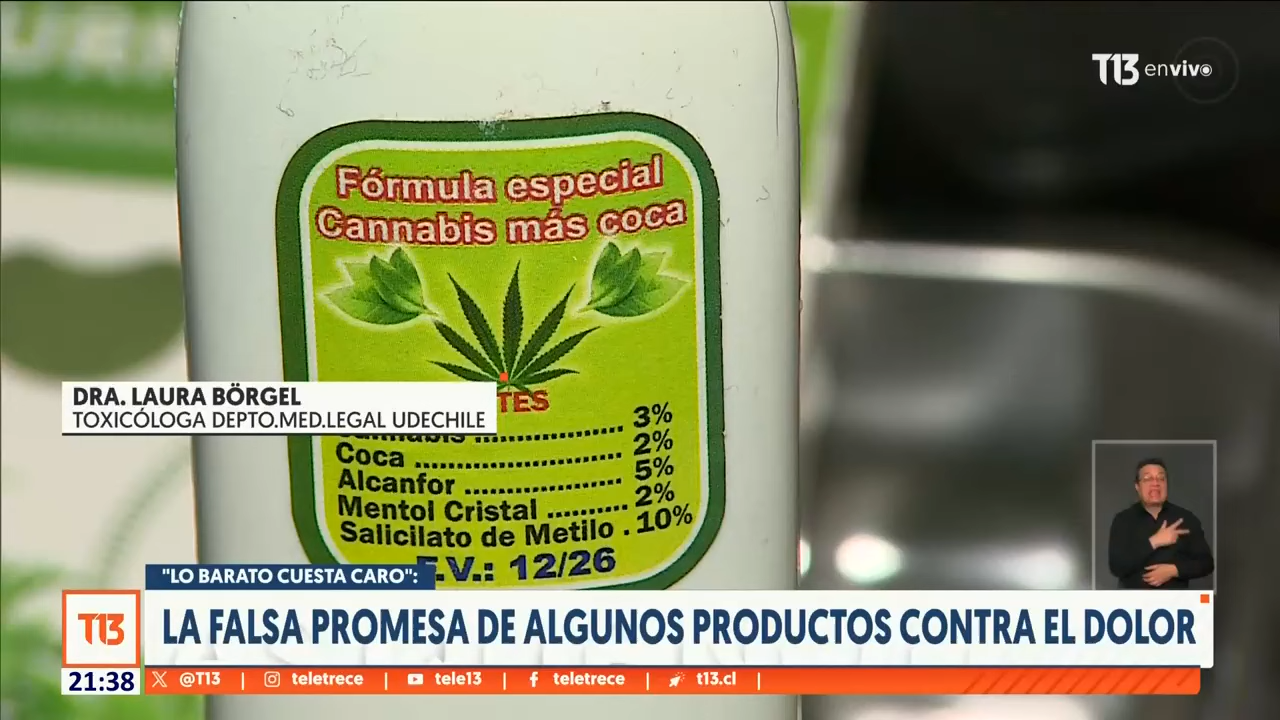 T13 en vivo
Fórmula especial
Cannabis más coca
TES
Cannabis ........................ 3%
Coca .................................. 2%
Alcanfor ......................... 5%
Mentol Cristal .......... 2%
Salicilato de Metilo . 10%
F.V.: 12/26
DRA. LAURA BÖRGEL
TOXICÓLOGA DEPTO.MED.LEGAL UDECHILE
"LO BARATO CUESTA CARO":
T13
LA FALSA PROMESA DE ALGUNOS PRODUCTOS CONTRA EL DOLOR
21:38
@T13 | teletrece | tele13 | teletrece | t13.cl |